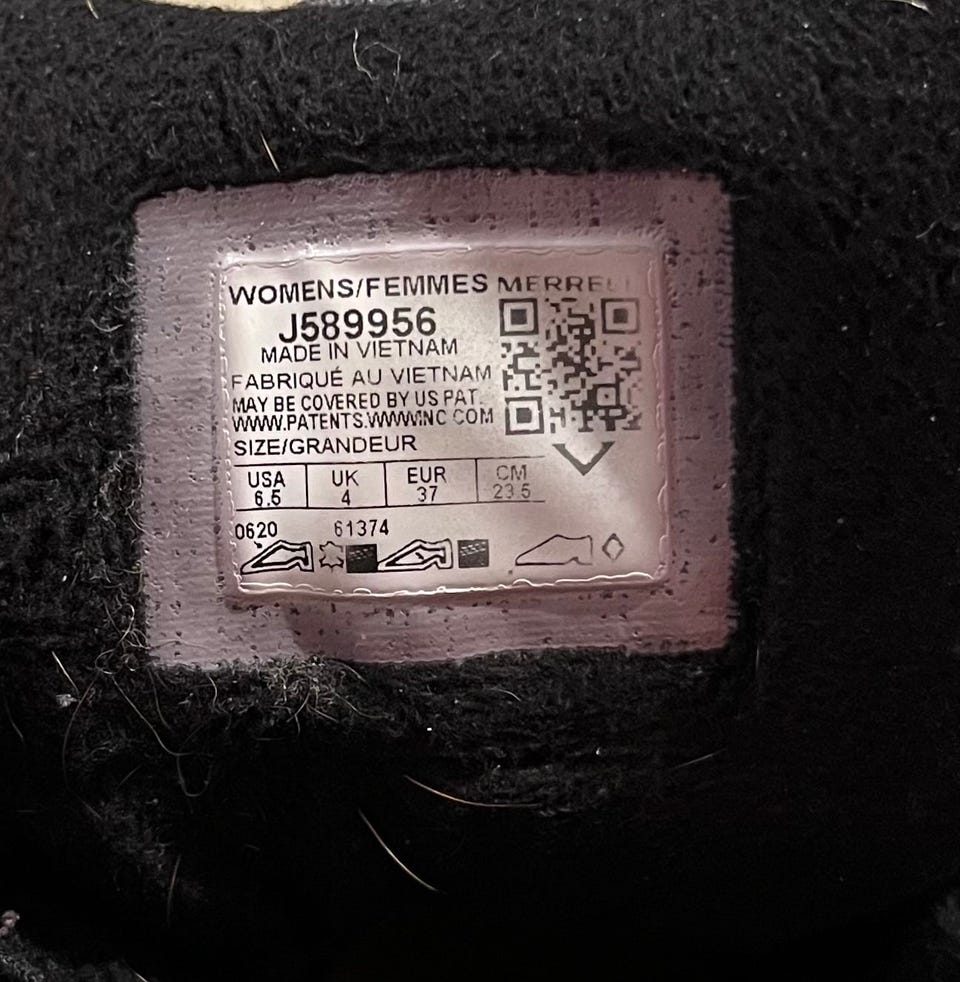 WOMENS/FEMMES MERRELL
J589956
MADE IN VIETNAM
FABRIQUÉ AU VIETNAM
MAY BE COVERED BY US PAT.
WWW.PATENTS.WWWINC COM
SIZE/GRANDEUR
USA UK EUR CM
6.5 4 37 23.5
0620 61374